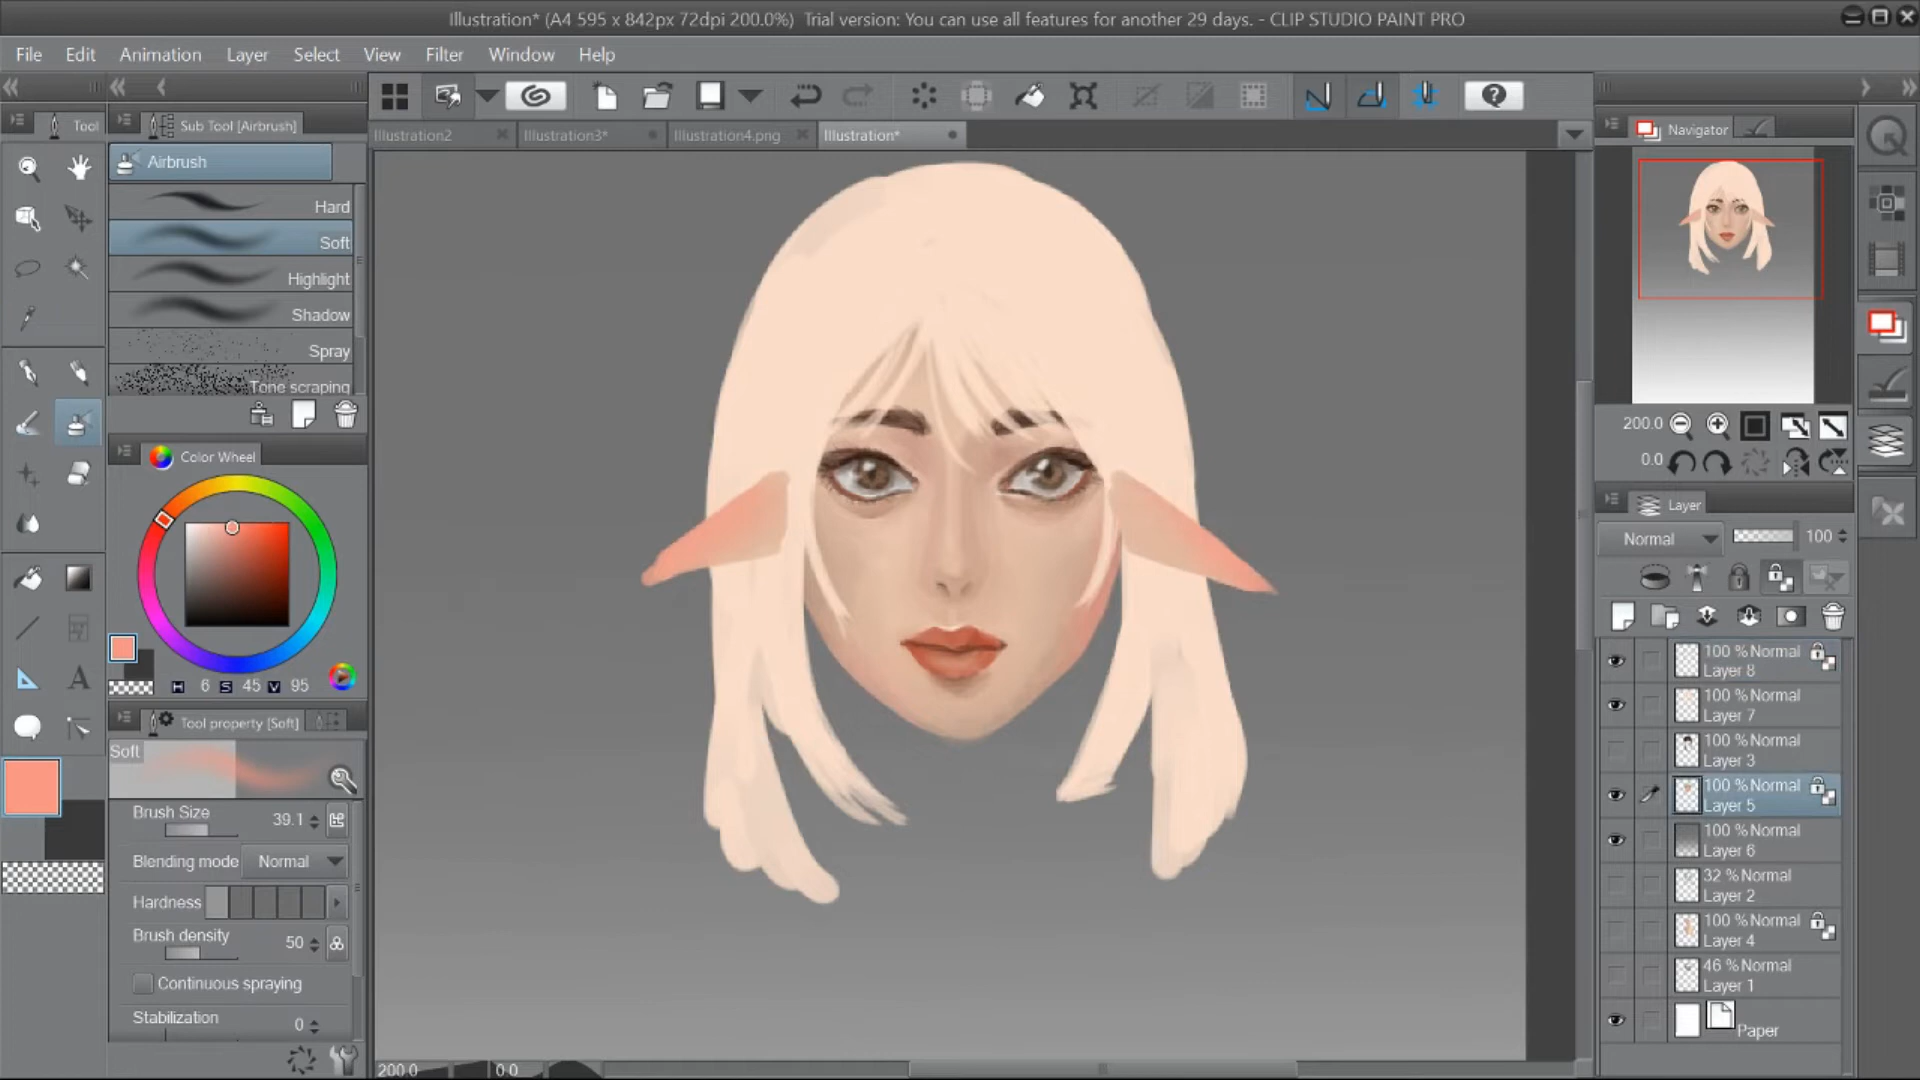 Illustration* (A4 595 x 842px 72dpi 200.0%) Trial version: You can use all features for another 29 days. - CLIP STUDIO PAINT PRO
File Edit Animation Layer Select View Filter Window Help
Tool
Sub Tool [Airbrush]
Illustration2 Illustration3* Illustration4.png Illustration*
Navigator
Airbrush
Hard
Soft
Highlight
Shadow
Spray
Tone scraping
200.0
0.0
Color Wheel
Layer
Normal 100
H 6 S 45 V 95
Tool property [Soft]
Soft
Brush Size 39.1
Blending mode Normal
Hardness
Brush density 50
Continuous spraying
Stabilization 0
100 %Normal
Layer 8
100 %Normal
Layer 7
100 %Normal
Layer 3
100 %Normal
Layer 5
100 %Normal
Layer 6
32 %Normal
Layer 2
100 %Normal
Layer 4
46 %Normal
Layer 1
Paper
200.0 0.0